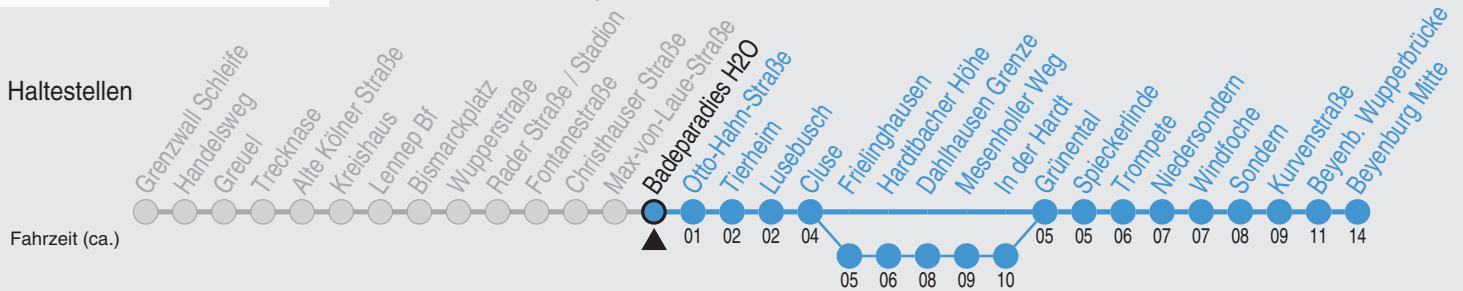 Haltestellen
Grenzwall Schleife
Handelsweg
Greuel
Trecknase
Alte Kölner Straße
Kreishaus
Lennep Bf
Bismarckplatz
Wupperstraße
Rader Straße / Stadion
Fontanestraße
Christhauser Straße
Max-von-Laue-Straße
Badeparadies H2O
Otto-Hahn-Straße
Tierheim
Lusebusch
Cluse
Frielinghausen
Hardtbacher Höhe
Dahlhausen Grenze
Mesenholler Weg
In der Hardt
Grünental
Spieckerlinde
Trompete
Niedersondern
Windfoche
Sondern
Kurvenstraße
Beyenb. Wupperbrücke
Beyenburg Mitte
Fahrzeit (ca.)
01 02 02 04 05 05 06 07 07 08 09 11 14
05 06 08 09 10